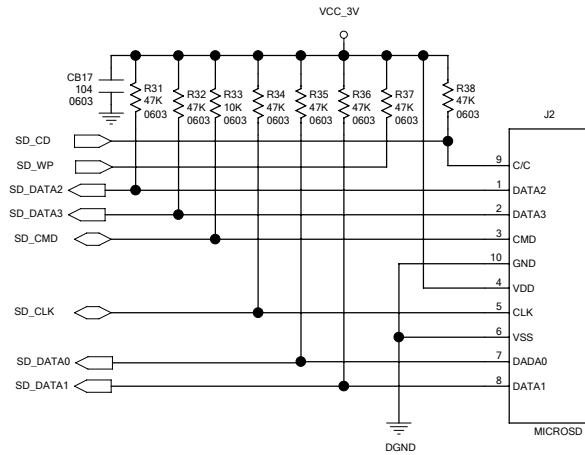 VCC_3V
CB17
104
0603
R31
47K
0603
R32
47K
0603
R33
10K
0603
R34
47K
0603
R35
47K
0603
R36
47K
0603
R37
47K
0603
R38
47K
0603
J2
SD_CD
9
C/C
SD_WP
SD_DATA2
1
DATA2
SD_DATA3
2
DATA3
SD_CMD
3
CMD
10
GND
4
VDD
SD_CLK
5
CLK
6
VSS
SD_DATA0
7
DADA0
SD_DATA1
8
DATA1
DGND
MICROSD